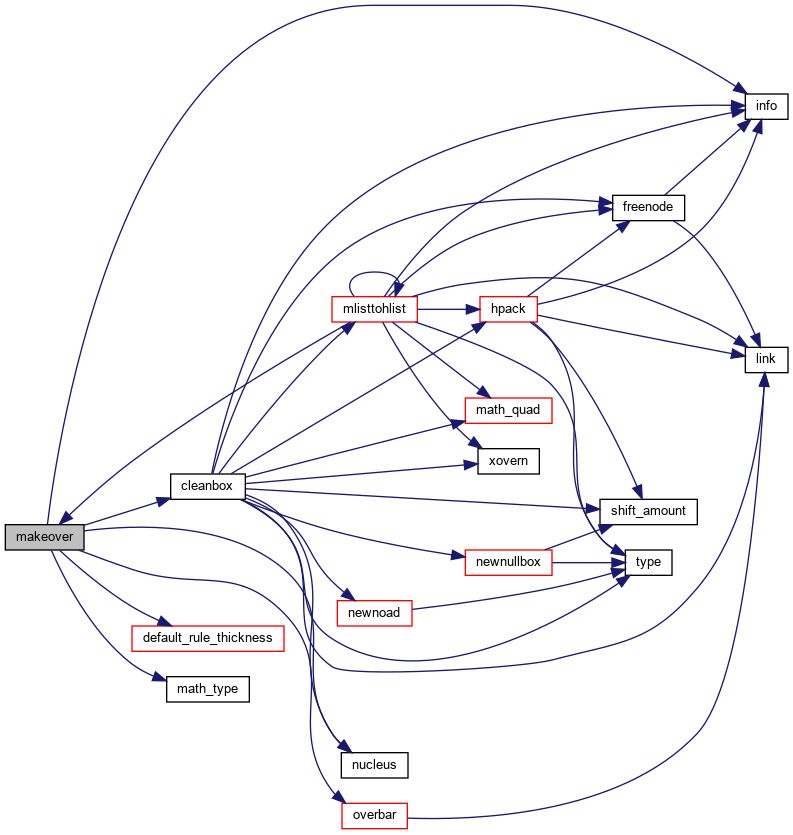 info
freenode
mlisttohlist
hpack
link
math_quad
xovern
cleanbox
shift_amount
makeover
newnullbox
type
newnoad
default_rule_thickness
math_type
nucleus
overbar